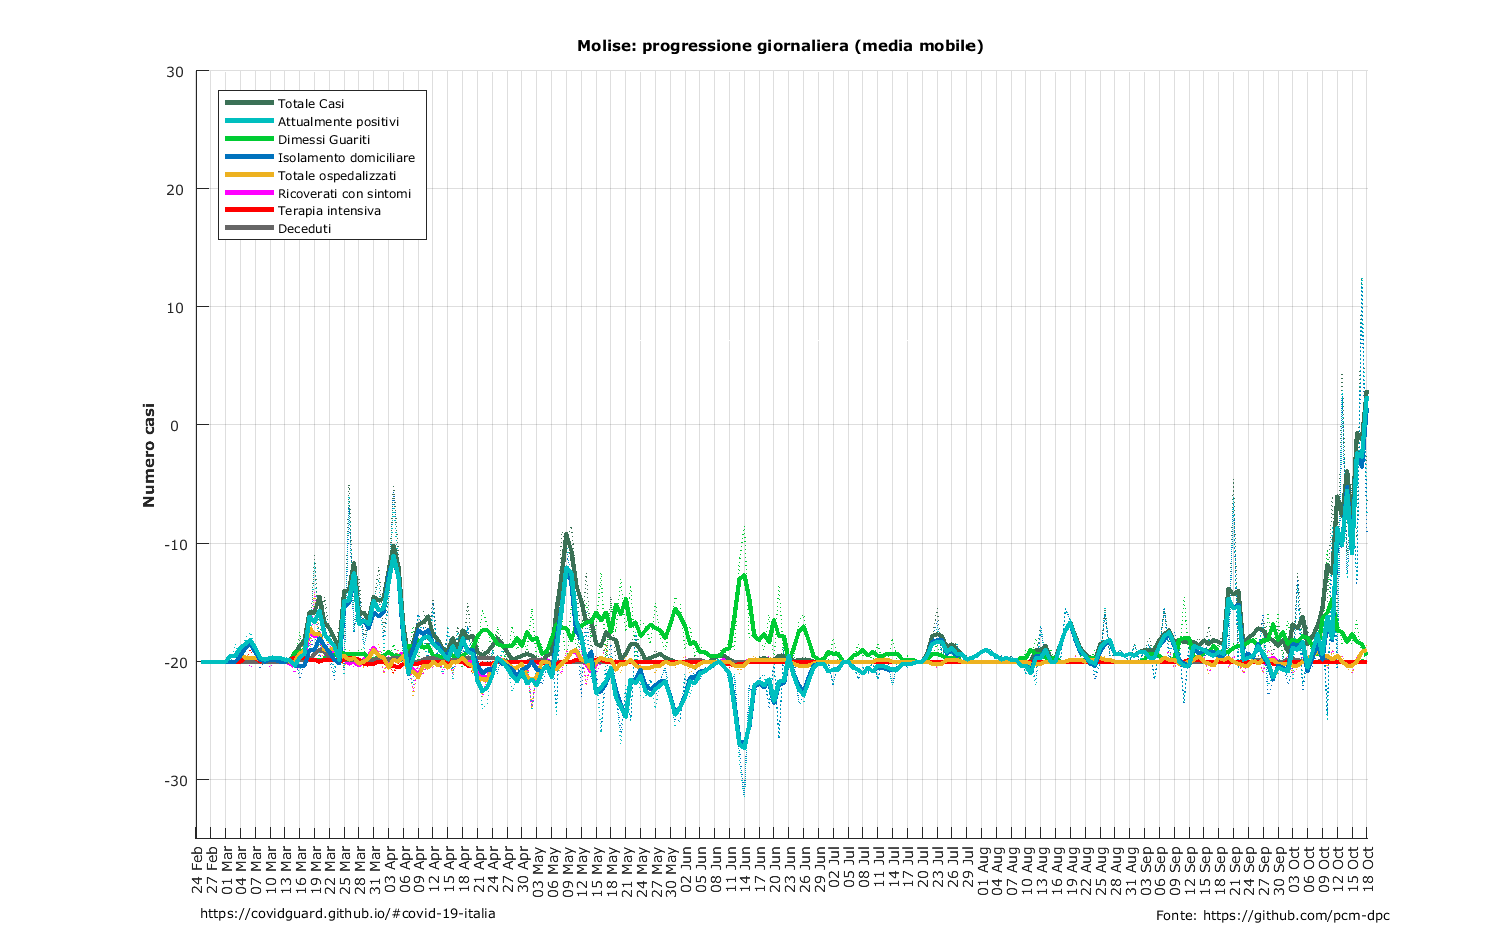 Molise: progressione giornaliera (media mobile)
30
20
10
0
-10
-20
-30
Numero casi
Totale Casi
Attualmente positivi
Dimessi Guariti
Isolamento domiciliare
Totale ospedalizzati
Ricoverati con sintomi
Terapia intensiva
Deceduti
24 Feb
27 Feb
01 Mar
04 Mar
07 Mar
10 Mar
13 Mar
16 Mar
19 Mar
22 Mar
25 Mar
28 Mar
31 Mar
03 Apr
06 Apr
09 Apr
12 Apr
15 Apr
18 Apr
21 Apr
24 Apr
27 Apr
30 Apr
03 May
06 May
09 May
12 May
15 May
18 May
21 May
24 May
27 May
30 May
02 Jun
05 Jun
08 Jun
11 Jun
14 Jun
17 Jun
20 Jun
23 Jun
26 Jun
29 Jun
02 Jul
05 Jul
08 Jul
11 Jul
14 Jul
17 Jul
20 Jul
23 Jul
26 Jul
29 Jul
01 Aug
04 Aug
07 Aug
10 Aug
13 Aug
16 Aug
19 Aug
22 Aug
25 Aug
28 Aug
31 Aug
03 Sep
06 Sep
09 Sep
12 Sep
15 Sep
18 Sep
21 Sep
24 Sep
27 Sep
30 Sep
03 Oct
06 Oct
09 Oct
12 Oct
15 Oct
18 Oct
https://covidguard.github.io/#covid-19-italia
Fonte: https://github.com/pcm-dpc